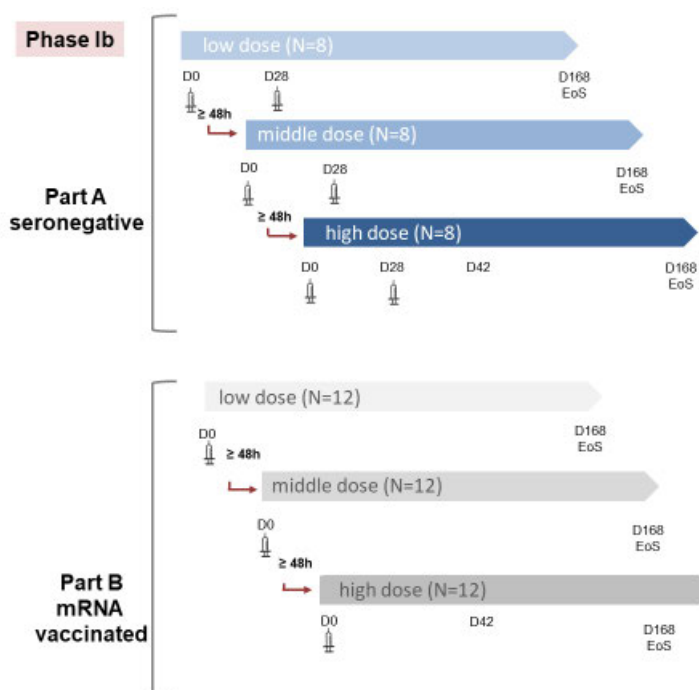 Phase Ib
low dose (N=8)
D0
D28
D168
EoS
≥ 48h
middle dose (N=8)
Part A
seronegative
D0
D28
D168
EoS
≥ 48h
high dose (N=8)
D0
D28
D42
D168
EoS
low dose (N=12)
D0
D168
EoS
≥ 48h
middle dose (N=12)
D0
D168
EoS
≥ 48h
Part B
mRNA
vaccinated
high dose (N=12)
D0
D42
D168
EoS